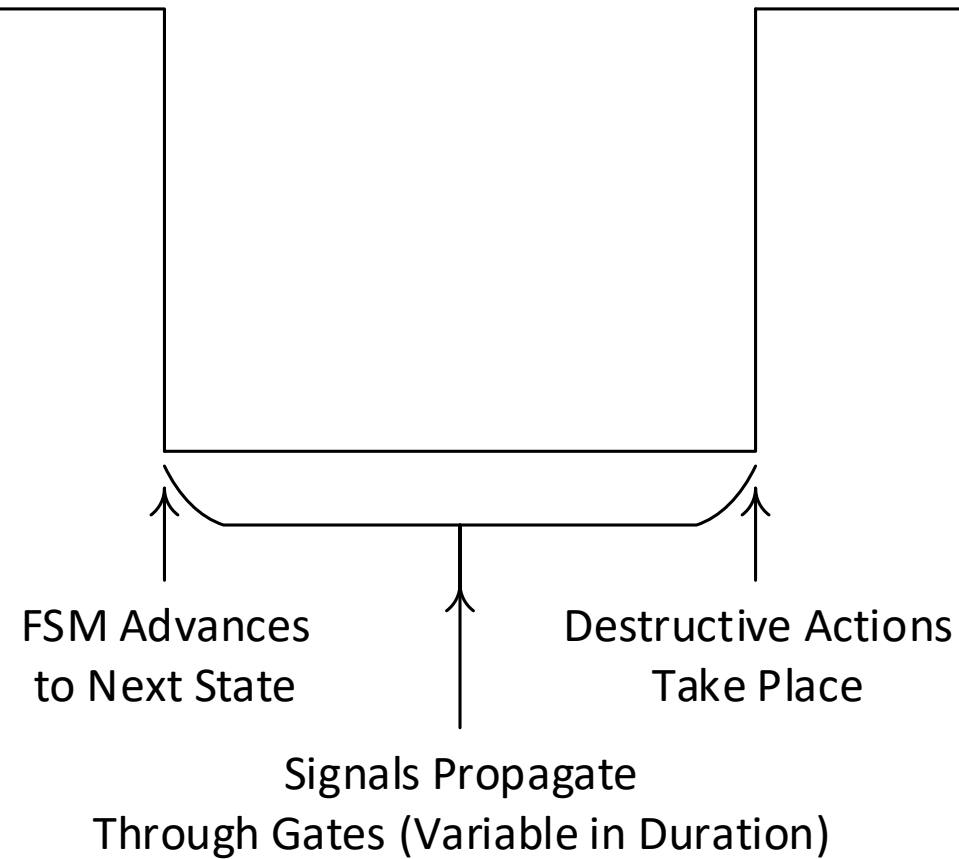 FSM Advances
to Next State
Destructive Actions
Take Place
Signals Propagate
Through Gates (Variable in Duration)